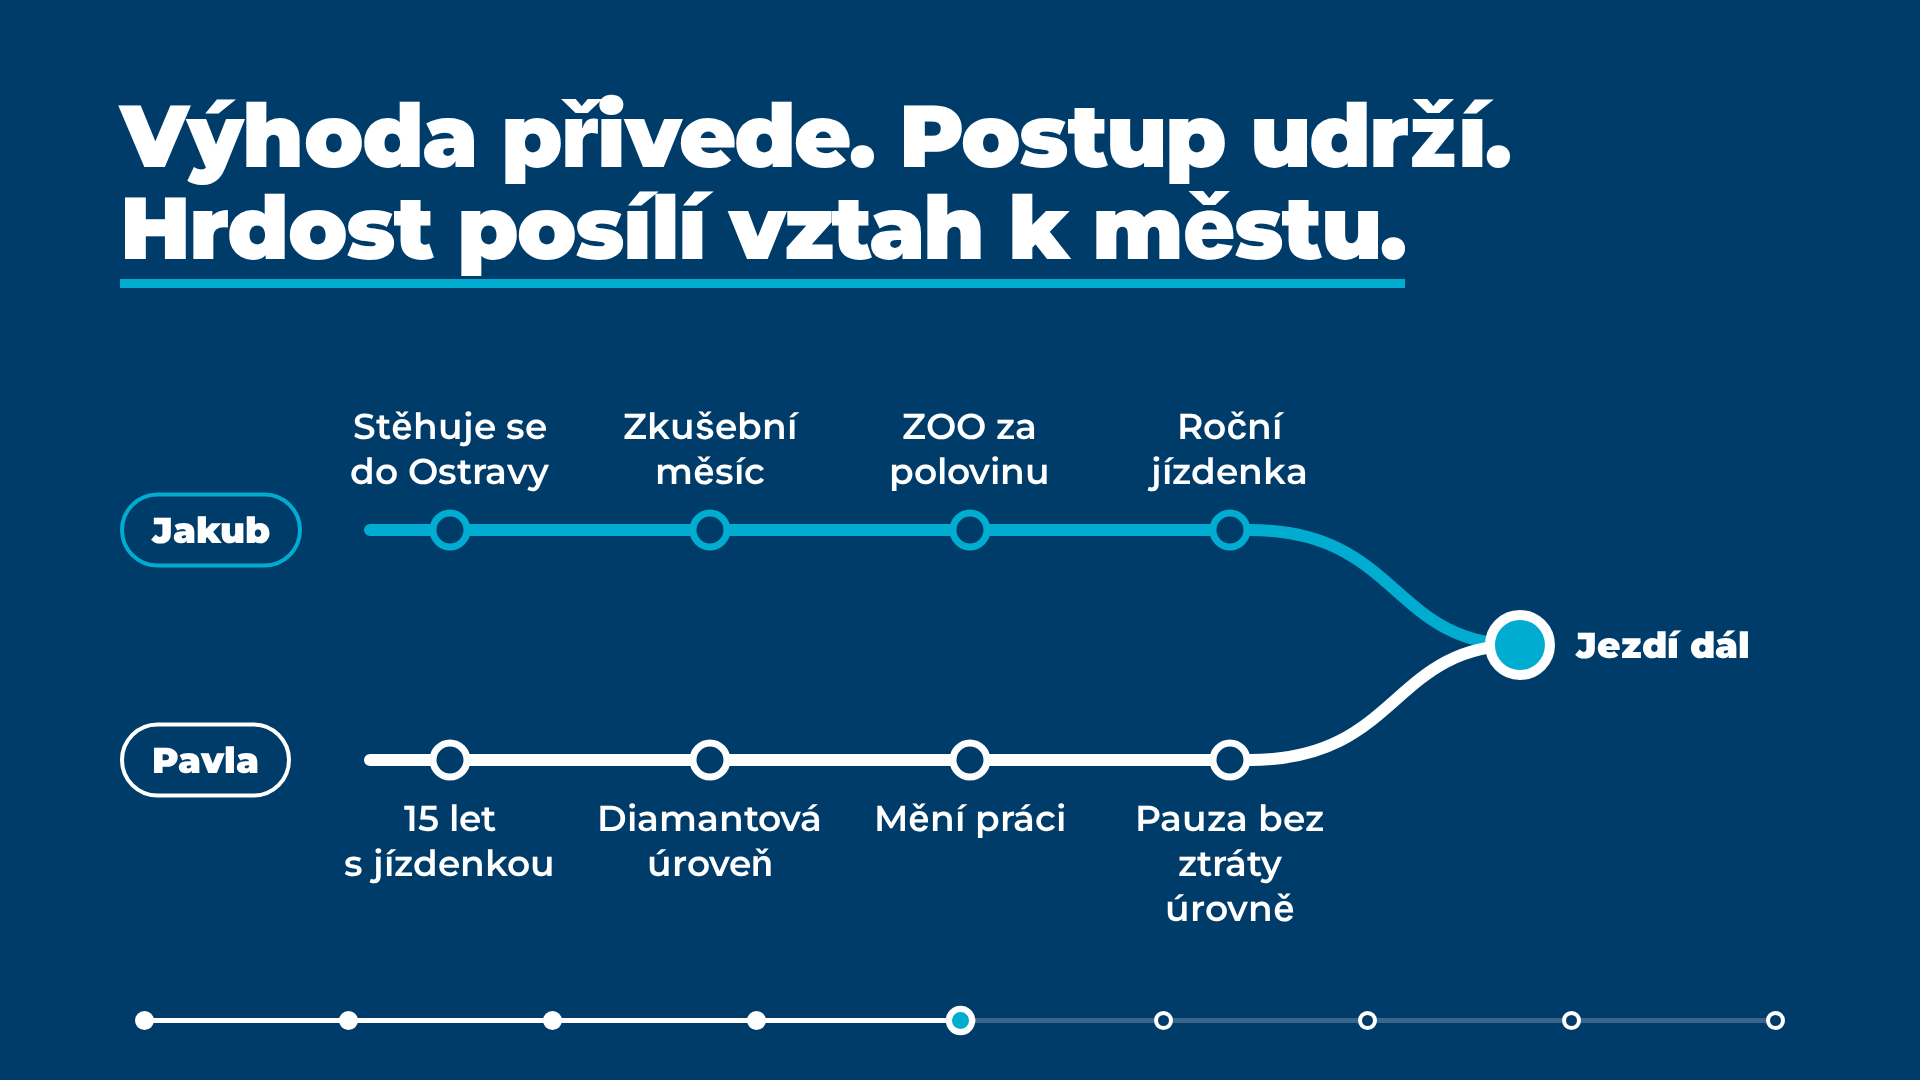 Výhoda přivede. Postup udrží.
Hrdost posílí vztah k městu.
Stěhuje se
do Ostravy
Zkušební
měsíc
ZOO za
polovinu
Roční
jízdenka
Jakub
Jezdí dál
Pavla
15 let
s jízdenkou
Diamantová
úroveň
Mění práci
Pauza bez
ztráty
úrovně